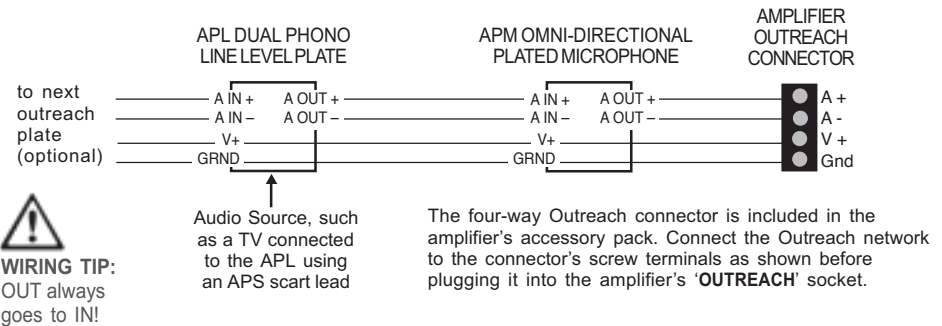 APL DUAL PHONO
LINE LEVEL PLATE
APM OMNI-DIRECTIONAL
PLATED MICROPHONE
AMPLIFIER
OUTREACH
CONNECTOR
to next
outreach
plate
(optional)
A IN +
A OUT +
A IN –
A OUT –
V+
GRND
A IN +
A OUT +
A IN –
A OUT –
V+
GRND
A +
A -
V +
Gnd
WIRING TIP:
OUT always
goes to IN!
Audio Source, such
as a TV connected
to the APL using
an APS scart lead
The four-way Outreach connector is included in the
amplifier's accessory pack. Connect the Outreach network
to the connector's screw terminals as shown before
plugging it into the amplifier's 'OUTREACH' socket.